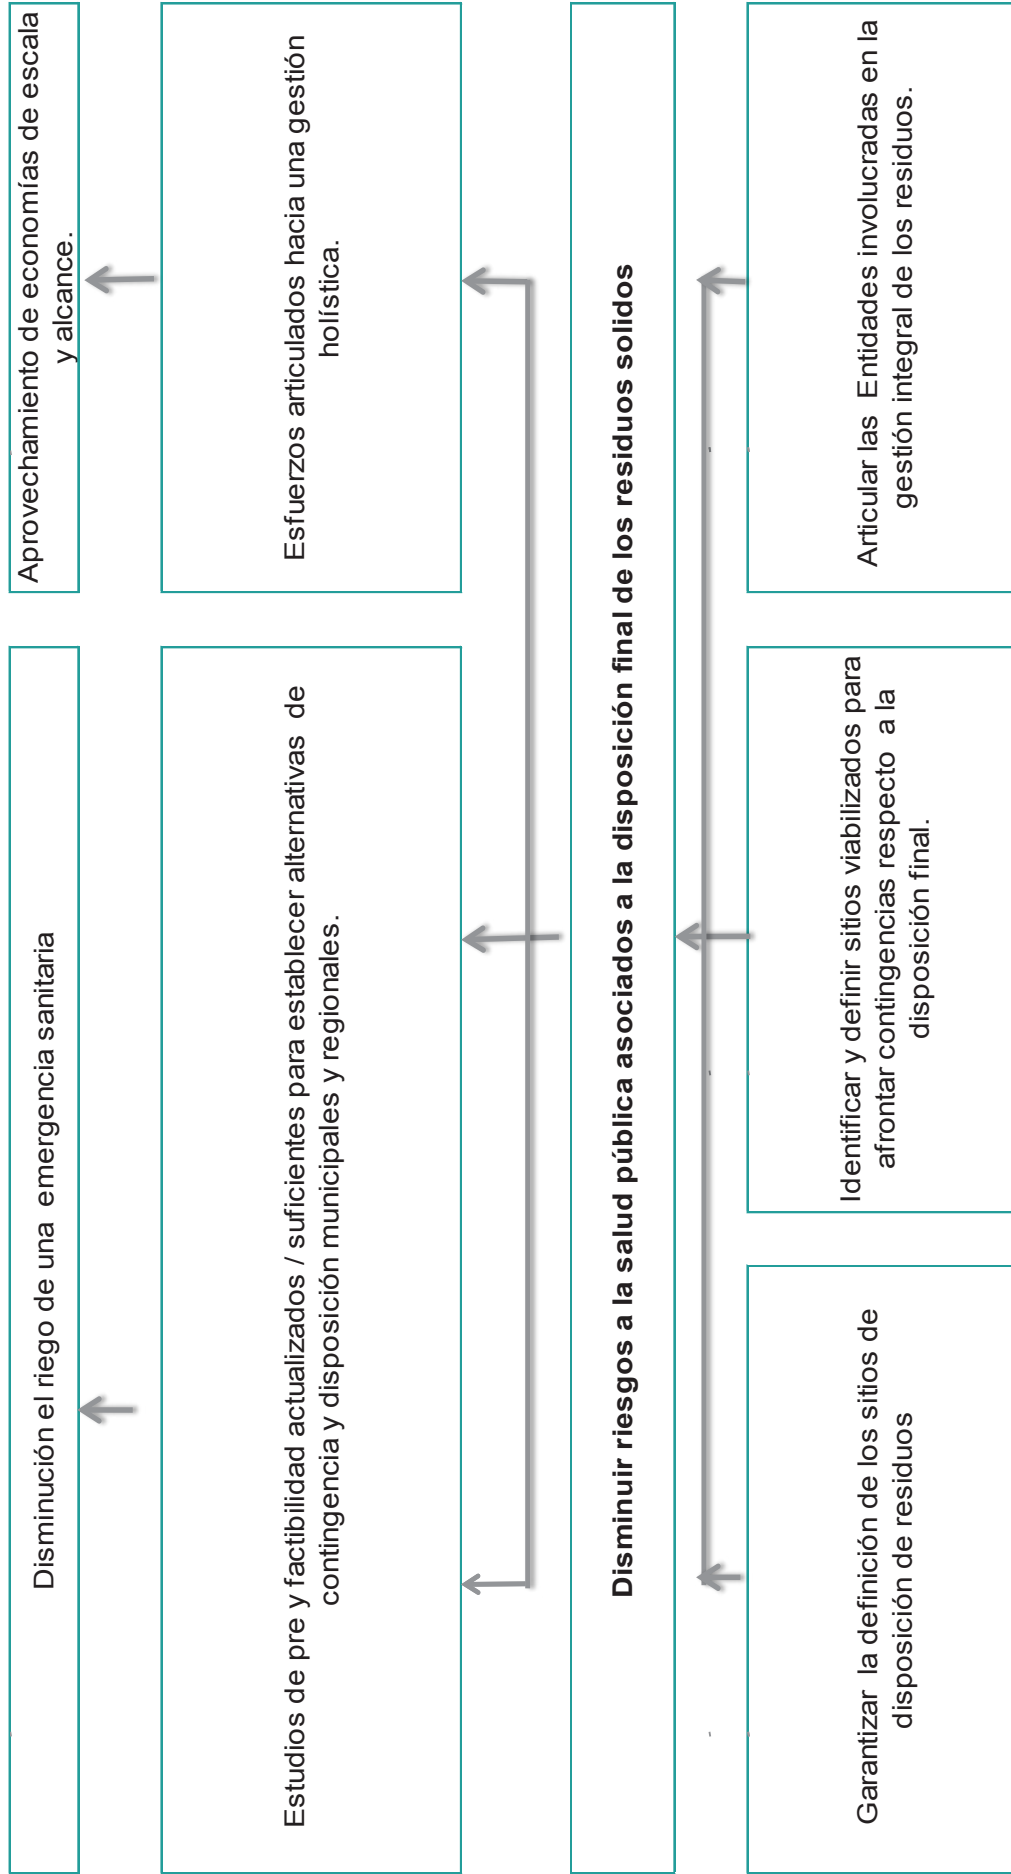 Disminución el riego de una emergencia sanitaria
Aprovechamiento de economías de escala
y alcance.
Estudios de pre y factibilidad actualizados / suficientes para establecer alternativas de
contingencia y disposición municipales y regionales.
Esfuerzos articulados hacia una gestión
holística.
Disminuir riesgos a la salud pública asociados a la disposición final de los residuos solidos
Garantizar la definición de los sitios de
disposición de residuos
Identificar y definir sitios viabilizados para
afrontar contingencias respecto a la
disposición final.
Articular las Entidades involucradas en la
gestión integral de los residuos.